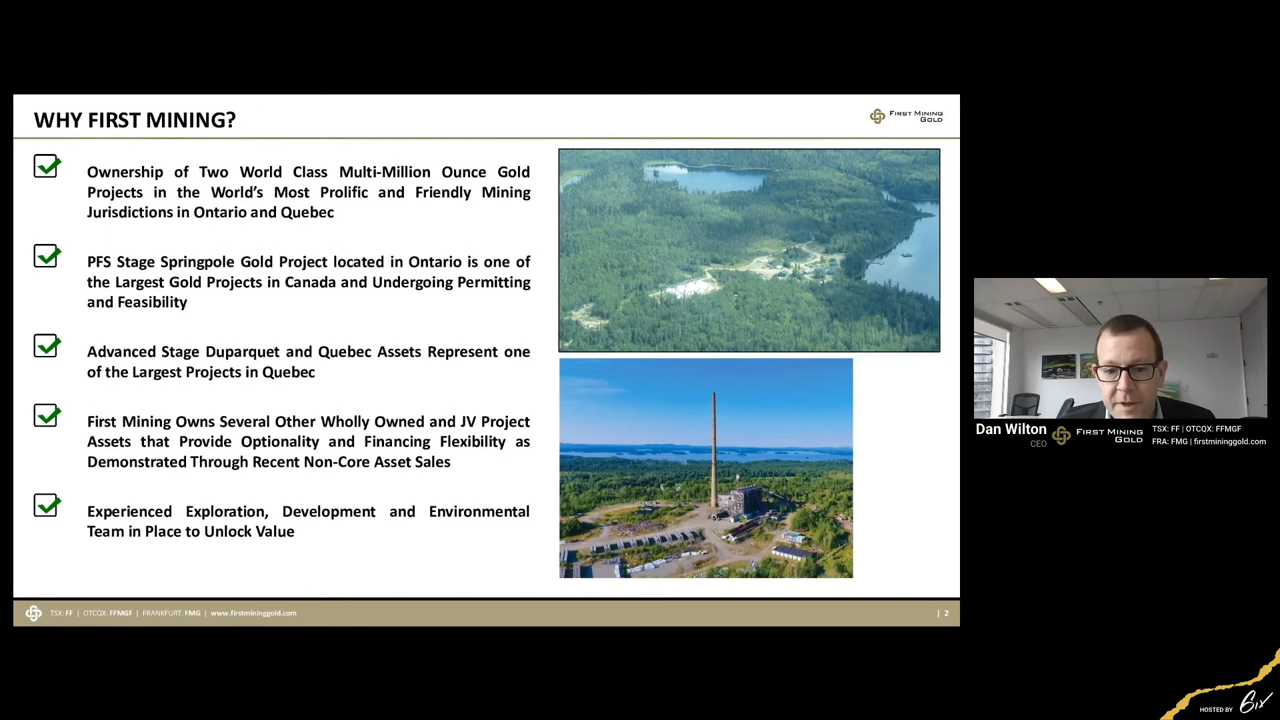 WHY FIRST MINING?
FIRST MINING
GOLD
Ownership of Two World Class Multi-Million Ounce Gold
Projects in the World's Most Prolific and Friendly Mining
Jurisdictions in Ontario and Quebec
PFS Stage Springpole Gold Project located in Ontario is one of
the Largest Gold Projects in Canada and Undergoing Permitting
and Feasibility
Advanced Stage Duparquet and Quebec Assets Represent one
of the Largest Projects in Quebec
First Mining Owns Several Other Wholly Owned and JV Project
Assets that Provide Optionality and Financing Flexibility as
Demonstrated Through Recent Non-Core Asset Sales
Experienced Exploration, Development and Environmental
Team in Place to Unlock Value
TSX: FF | OTCQX: FFMGF | FRANKFURT: FMG | www.firstmininggold.com
| 2
Dan Wilton
CEO
FIRST MINING
GOLD
TSX: FF | OTCQX: FFMGF
FRA: FMG | firstmininggold.com
HOSTED BY 6ix